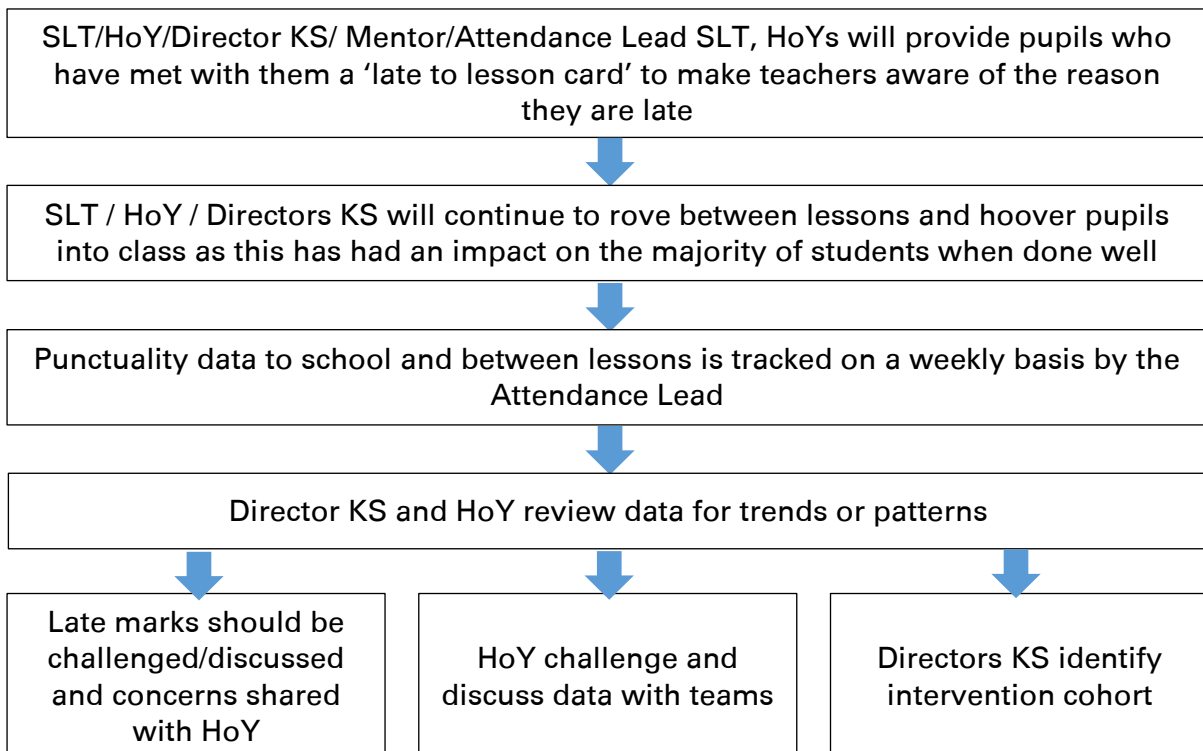 SLT/HoY/Director KS/ Mentor/Attendance Lead SLT, HoYs will provide pupils who
have met with them a ‘late to lesson card’ to make teachers aware of the reason
they are late
SLT / HoY / Directors KS will continue to rove between lessons and hoover pupils
into class as this has had an impact on the majority of students when done well
Punctuality data to school and between lessons is tracked on a weekly basis by the
Attendance Lead
Director KS and HoY review data for trends or patterns
Late marks should be
challenged/discussed
and concerns shared
with HoY
HoY challenge and
discuss data with teams
Directors KS identify
intervention cohort